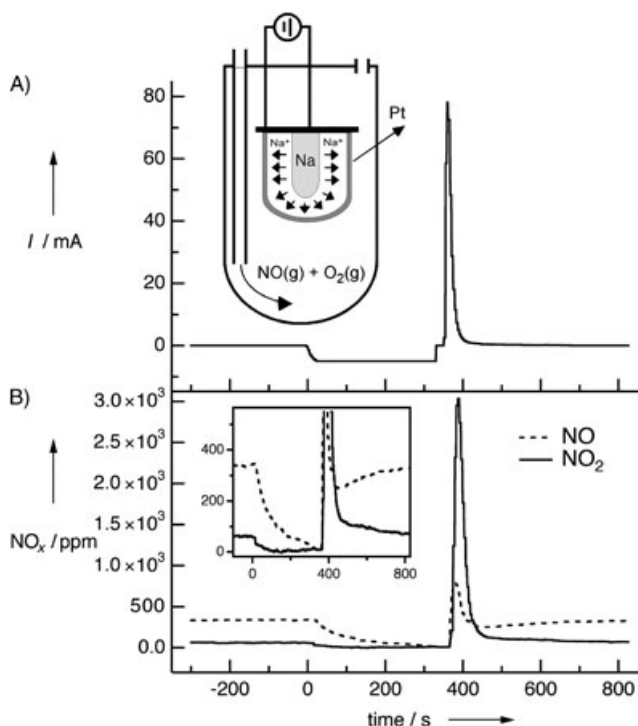 A)
80
60
40
20
0
I / mA
Pt
Na⁺ Na⁺
Na
NO(g) + O₂(g)
B)
3.0×10³
2.5×10³
2.0×10³
1.5×10³
1.0×10³
500
0.0
NOₓ / ppm
400
200
0
0 400 800
NO
NO₂
-200 0 200 400 600 800
time / s